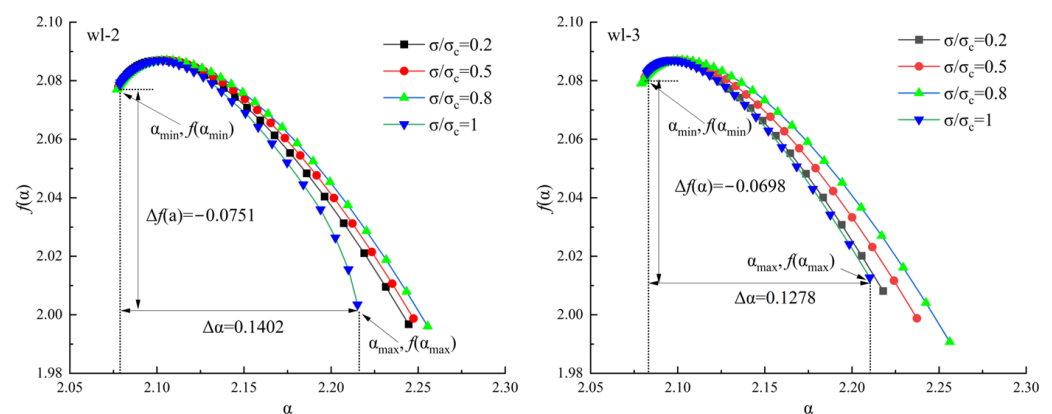 2.10
2.08
2.06
2.04
2.02
2.00
1.98
f(α)
wl-2
σ/σc=0.2
σ/σc=0.5
σ/σc=0.8
σ/σc=1
αmin, f(αmin)
Δf(a)=−0.0751
Δα=0.1402
αmax, f(αmax)
2.05
2.10
2.15
2.20
2.25
2.30
α
2.10
2.08
2.06
2.04
2.02
2.00
1.98
f(α)
wl-3
σ/σc=0.2
σ/σc=0.5
σ/σc=0.8
σ/σc=1
αmin, f(αmin)
Δf(α)=−0.0698
αmax, f(αmax)
Δα=0.1278
2.05
2.10
2.15
2.20
2.25
2.30
α